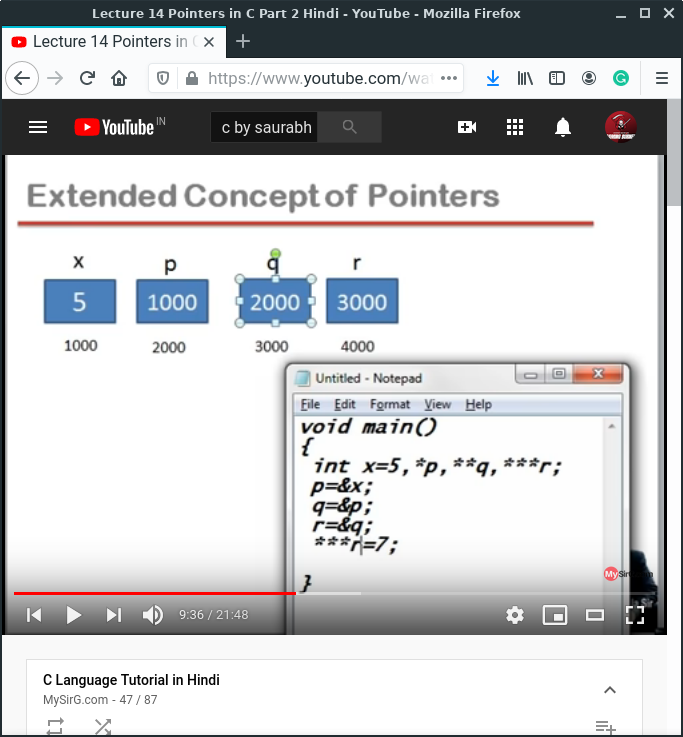 Lecture 14 Pointers in C Part 2 Hindi - YouTube - Mozilla Firefox
Lecture 14 Pointers in C
https://www.youtube.com/wat
YouTube IN
c by saurabh
Extended Concept of Pointers
x p q r
5 1000 2000 3000
1000 2000 3000 4000
Untitled - Notepad
File Edit Format View Help
void main()
{
int x=5,*p,**q,***r;
p=&x;
q=&p;
r=&q;
***r=7;
}
9:36 / 21:48
C Language Tutorial in Hindi
MySirG.com - 47 / 87